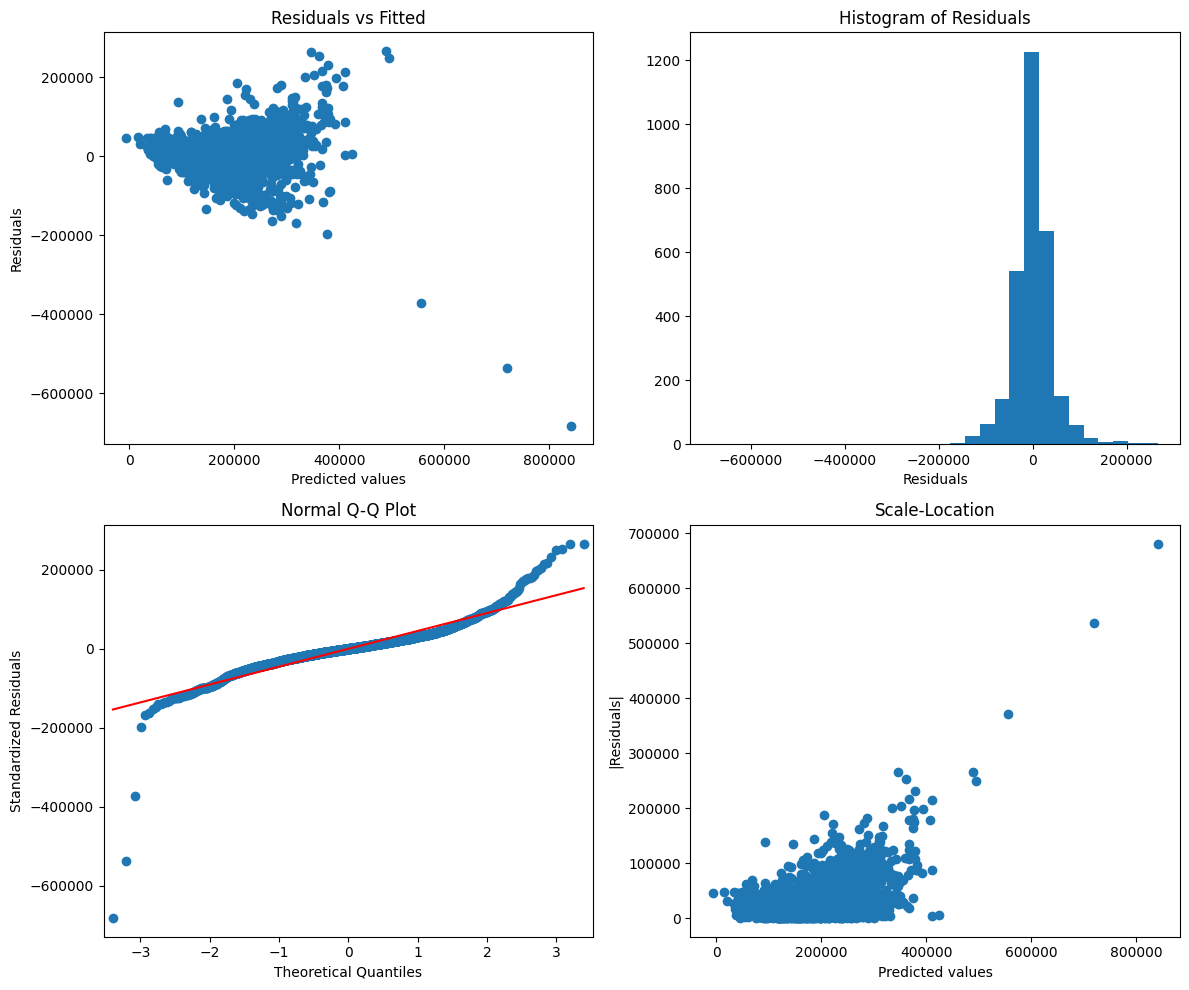 Residuals vs Fitted
200000
0
−200000
−400000
−600000
Residuals
0 200000 400000 600000 800000
Predicted values
Histogram of Residuals
1200
1000
800
600
400
200
0
−600000 −400000 −200000 0 200000
Residuals
Normal Q-Q Plot
200000
0
−200000
−400000
−600000
Standardized Residuals
−3 −2 −1 0 1 2 3
Theoretical Quantiles
Scale-Location
700000
600000
500000
400000
300000
200000
100000
0
|Residuals|
0 200000 400000 600000 800000
Predicted values